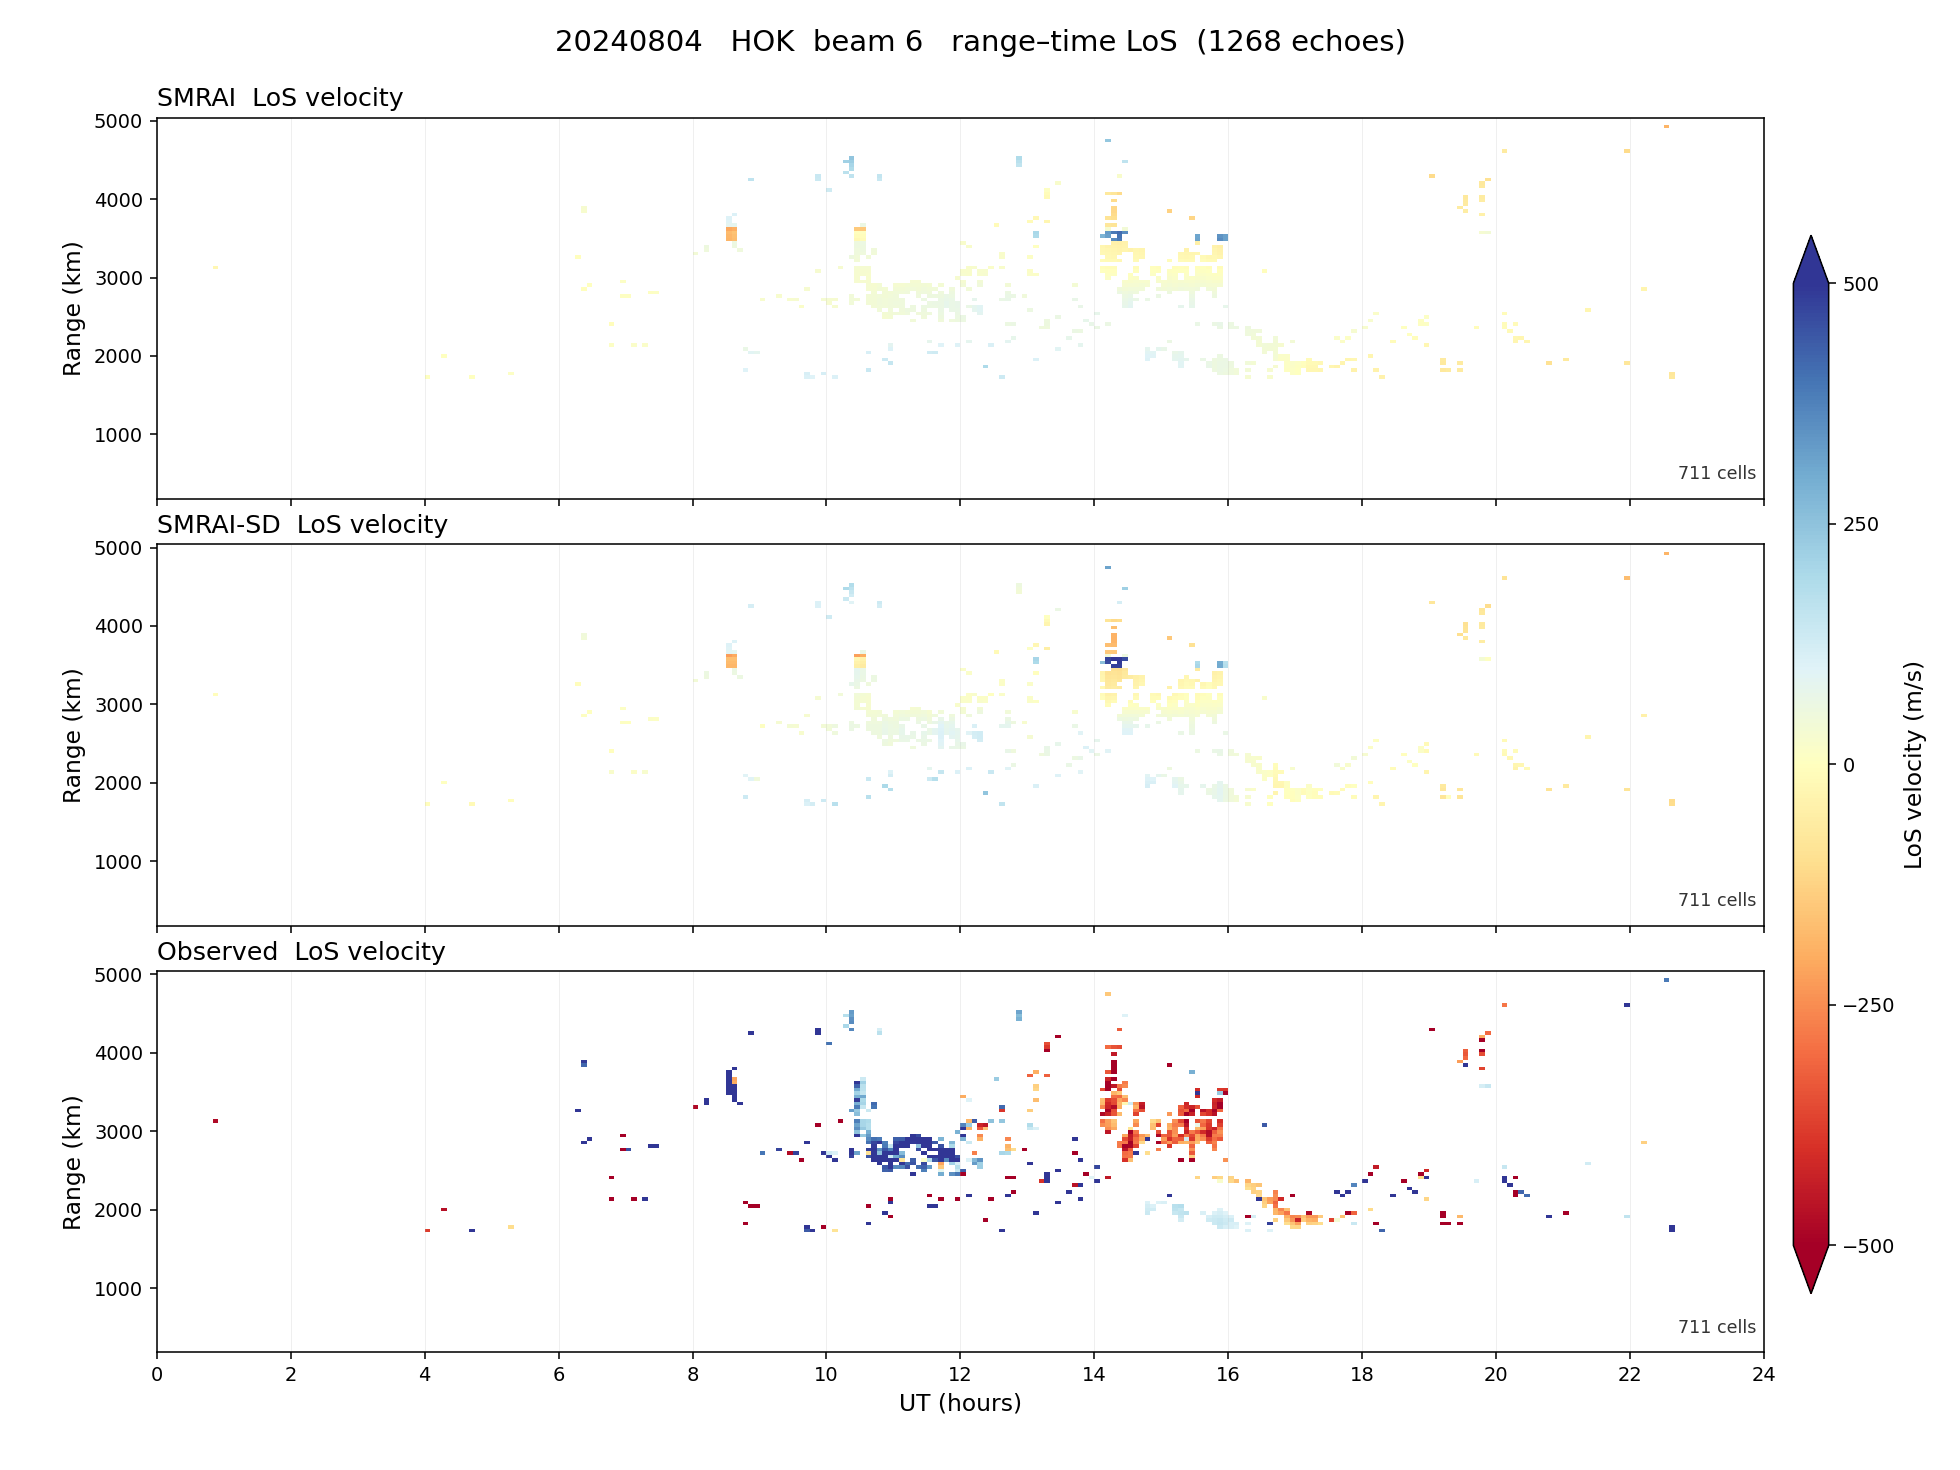 20240804   HOK  beam 6   range–time LoS  (1268 echoes)
SMRAI  LoS velocity
5000
4000
3000
2000
1000
Range (km)
711 cells
SMRAI-SD  LoS velocity
5000
4000
3000
2000
1000
Range (km)
711 cells
Observed  LoS velocity
5000
4000
3000
2000
1000
Range (km)
711 cells
0 2 4 6 8 10 12 14 16 18 20 22 24
UT (hours)
500
250
0
−250
−500
LoS velocity (m/s)